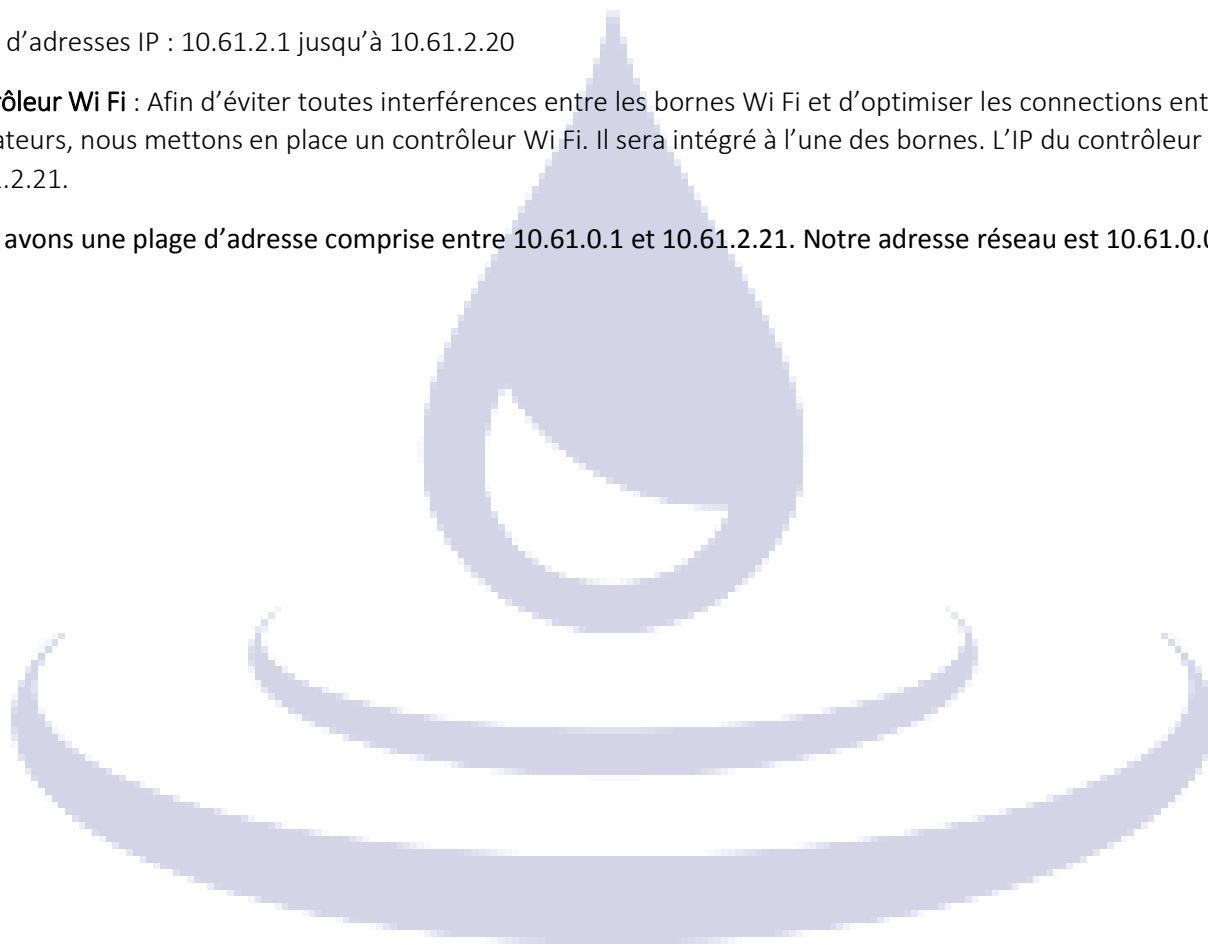 d'adresses IP : 10.61.2.1 jusqu'à 10.61.2.20
rôleur Wi Fi : Afin d'éviter toutes interférences entre les bornes Wi Fi et d'optimiser les connections ent
ateurs, nous mettons en place un contrôleur Wi Fi. Il sera intégré à l'une des bornes. L'IP du contrôleur
.2.21.
avons une plage d'adresse comprise entre 10.61.0.1 et 10.61.2.21. Notre adresse réseau est 10.61.0.0